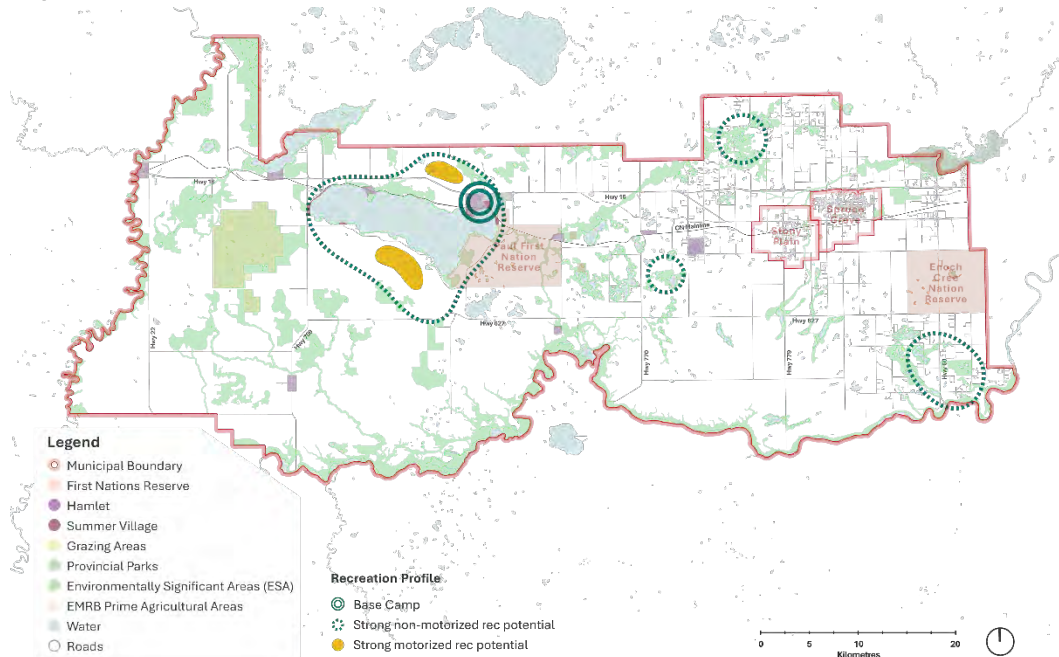 Hwy 16
Hwy 16
CN Mainline
Spruce
Grove
Stony
Plain
Paul First
Nation
Reserve
Enoch
Cree
Nation
Reserve
Hwy 22
Hwy 759
Hwy 627
Hwy 770
Hwy 779
Hwy 627
Hwy 60
Legend
Municipal Boundary
First Nations Reserve
Hamlet
Summer Village
Grazing Areas
Provincial Parks
Environmentally Significant Areas (ESA)
EMRB Prime Agricultural Areas
Water
Roads
Recreation Profile
Base Camp
Strong non-motorized rec potential
Strong motorized rec potential
0 5 10 20
Kilometres